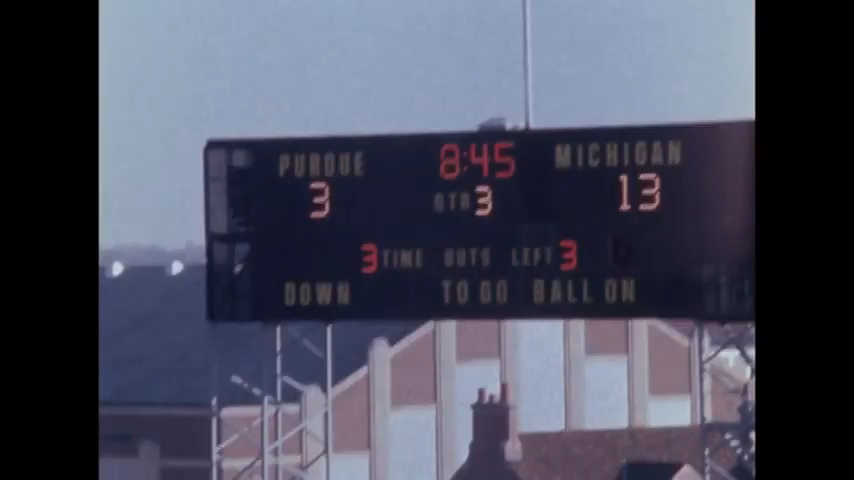 PURDUE 8:45 MICHIGAN
3 QTR 3 13
3 TIME OUTS LEFT 3
DOWN TO GO BALL ON